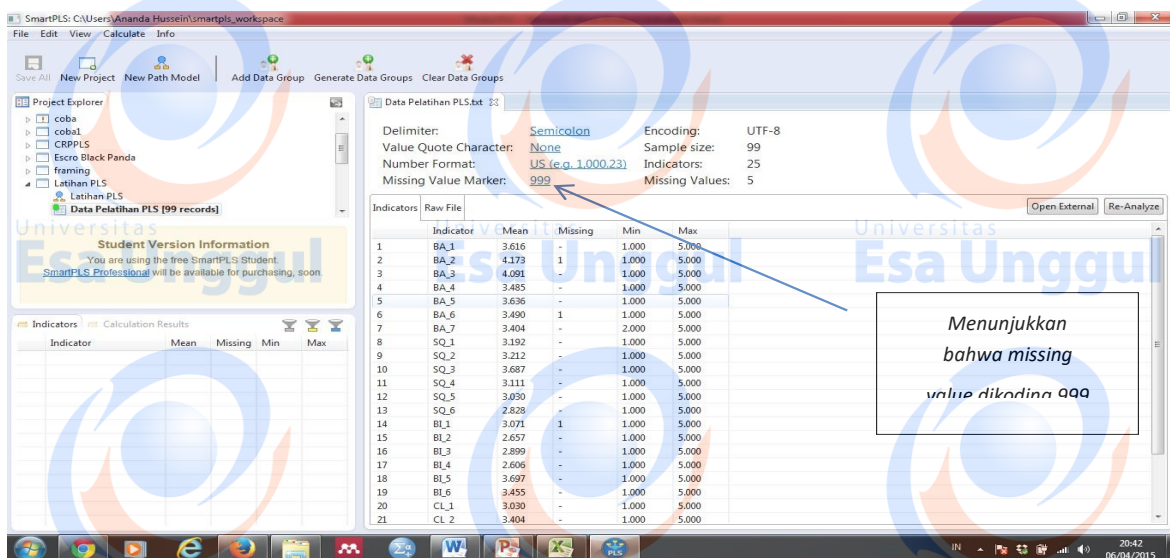 SmartPLS: C:\Users\Ananda Hussein\smartpls_workspace
File Edit View Calculate Info
Save All New Project New Path Model Add Data Group Generate Data Groups Clear Data Groups
Project Explorer
coba
coba1
CRPPLS
Escro Black Panda
framing
Latihan PLS
Latihan PLS
Data Pelatihan PLS [99 records]
Student Version Information
You are using the free SmartPLS Student.
SmartPLS Professional will be available for purchasing, soon
Indicators Calculation Results
Indicator Mean Missing Min Max
Data Pelatihan PLS.txt
Delimiter: Semicolon Encoding: UTF-8
Value Quote Character: None Sample size: 99
Number Format: US (e.g. 1,000.23) Indicators: 25
Missing Value Marker: 999 Missing Values: 5
Indicators Raw File Open External Re-Analyze
Indicator Mean Missing Min Max
1 BA_1 3.616 - 1.000 5.000
2 BA_2 4.173 1 1.000 5.000
3 BA_3 4.091 - 1.000 5.000
4 BA_4 3.485 - 1.000 5.000
5 BA_5 3.636 - 1.000 5.000
6 BA_6 3.490 1 1.000 5.000
7 BA_7 3.404 - 2.000 5.000
8 SQ_1 3.192 - 1.000 5.000
9 SQ_2 3.212 - 1.000 5.000
10 SQ_3 3.687 - 1.000 5.000
11 SQ_4 3.111 - 1.000 5.000
12 SQ_5 3.030 - 1.000 5.000
13 SQ_6 2.828 - 1.000 5.000
14 BI_1 3.071 1 1.000 5.000
15 BI_2 2.657 - 1.000 5.000
16 BI_3 2.899 - 1.000 5.000
17 BI_4 2.606 - 1.000 5.000
18 BI_5 3.697 - 1.000 5.000
19 BI_6 3.455 - 1.000 5.000
20 CL_1 3.030 - 1.000 5.000
21 CL_2 3.404 - 1.000 5.000
Menunjukkan
bahwa missing
value dikoding 999
Universitas
Esa Unggul
Universitas
Esa Unggul
Universitas
Esa Unggul
PLS
IN
20:42
06/04/2015